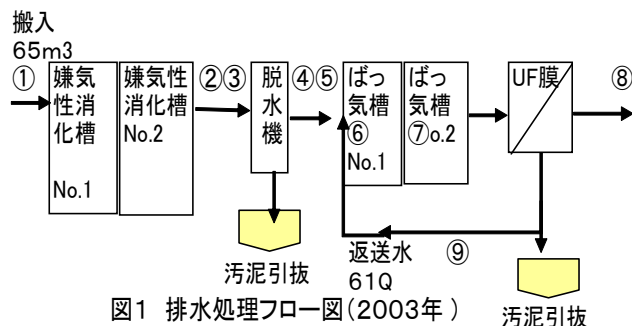 搬入
65m3
①
嫌気
性消
化槽
No.1
嫌気性
消化槽
No.2
②③
脱
水
機
④⑤
ばっ
気槽
⑥
No.1
ばっ
気槽
⑦o.2
UF膜
⑧
汚泥引抜
返送水
61Q
⑨
汚泥引抜
図1 排水処理フロー図(2003年 )